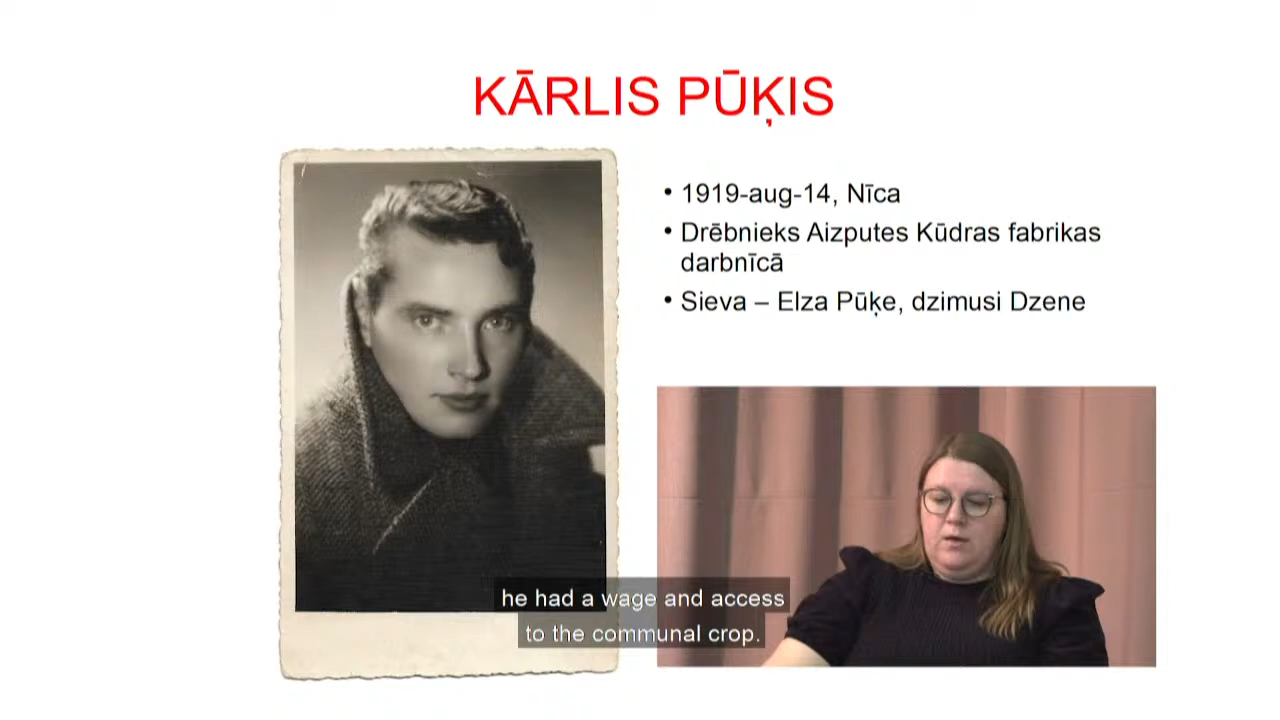 KĀRLIS PŪĶIS
• 1919-aug-14, Nīca
• Drēbnieks Aizputes Kūdras fabrikas
darbnīcā
• Sieva – Elza Pūķe, dzimusi Dzene
he had a wage and access
to the communal crop.